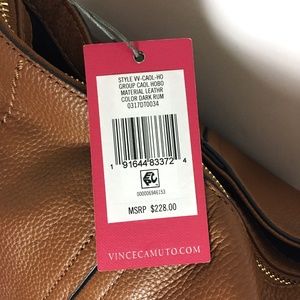 STYLE VV-CAOL-HO
GROUP CAOL HOBO
MATERIAL LEATHR
COLOR DARK RUM
0317DT0034
1 91644 83372 4
000006946153
MSRP $228.00
VINCECAMUTO.COM